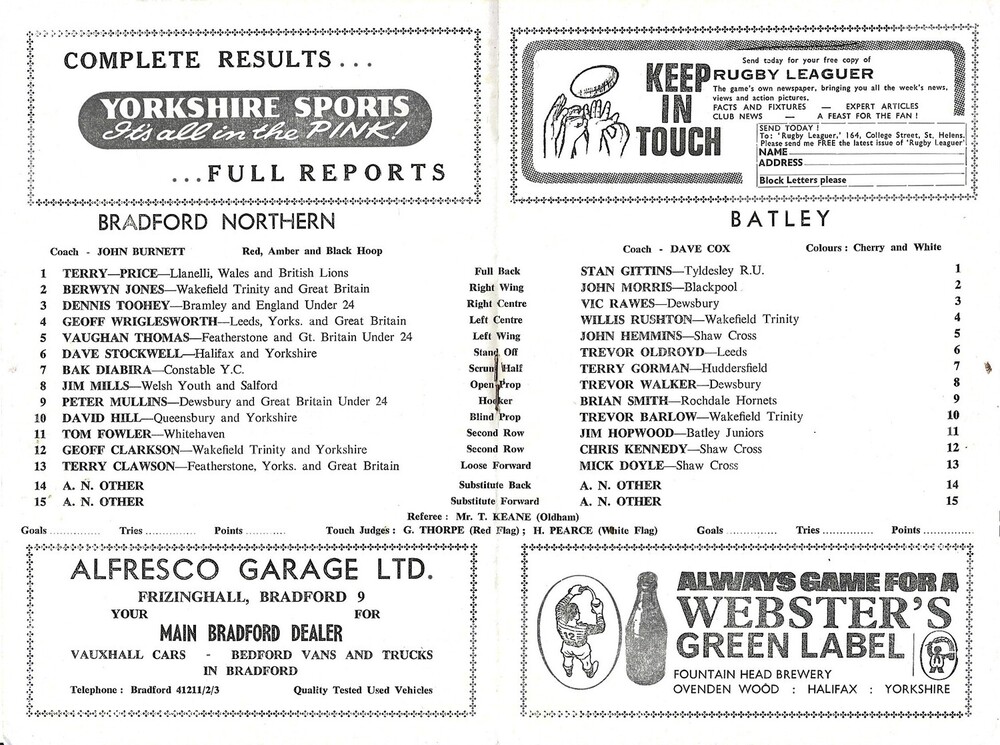 COMPLETE RESULTS...
YORKSHIRE SPORTS
It's all in the PINK!
...FULL REPORTS
KEEP IN TOUCH
Send today for your free copy of
RUGBY LEAGUER
The game's own newspaper, bringing you all the week's news,
views and action pictures.
FACTS AND FIXTURES — EXPERT ARTICLES
CLUB NEWS — A FEAST FOR THE FAN!
SEND TODAY!
To: 'Rugby Leaguer,' 164, College Street, St. Helens.
Please send me FREE the latest issue of 'Rugby Leaguer'
NAME
ADDRESS
Block Letters please
BRADFORD NORTHERN
BATLEY
Coach - JOHN BURNETT Red, Amber and Black Hoop
Coach - DAVE COX Colours: Cherry and White
1 TERRY—PRICE—Llanelli, Wales and British Lions Full Back STAN GITTINS—Tyldesley R.U. 1
2 BERWYN JONES—Wakefield Trinity and Great Britain Right Wing JOHN MORRIS—Blackpool 2
3 DENNIS TOOHEY—Bramley and England Under 24 Right Centre VIC RAWES—Dewsbury 3
4 GEOFF WRIGLESWORTH—Leeds, Yorks. and Great Britain Left Centre WILLIS RUSHTON—Wakefield Trinity 4
5 VAUGHAN THOMAS—Featherstone and Gt. Britain Under 24 Left Wing JOHN HEMMINS—Shaw Cross 5
6 DAVE STOCKWELL—Halifax and Yorkshire Stand Off TREVOR OLDROYD—Leeds 6
7 BAK DIABIRA—Constable Y.C. Scrum Half TERRY GORMAN—Huddersfield 7
8 JIM MILLS—Welsh Youth and Salford Open Prop TREVOR WALKER—Dewsbury 8
9 PETER MULLINS—Dewsbury and Great Britain Under 24 Hooker BRIAN SMITH—Rochdale Hornets 9
10 DAVID HILL—Queensbury and Yorkshire Blind Prop TREVOR BARLOW—Wakefield Trinity 10
11 TOM FOWLER—Whitehaven Second Row JIM HOPWOOD—Batley Juniors 11
12 GEOFF CLARKSON—Wakefield Trinity and Yorkshire Second Row CHRIS KENNEDY—Shaw Cross 12
13 TERRY CLAWSON—Featherstone, Yorks. and Great Britain Loose Forward MICK DOYLE—Shaw Cross 13
14 A. N. OTHER Substitute Back A. N. OTHER 14
15 A. N. OTHER Substitute Forward A. N. OTHER 15
Referee: Mr. T. KEANE (Oldham)
Goals .............. Tries .............. Points ........... Touch Judges: G. THORPE (Red Flag); H. PEARCE (White Flag) Goals .............. Tries .............. Points ..............
ALFRESCO GARAGE LTD.
FRIZINGHALL, BRADFORD 9
YOUR FOR
MAIN BRADFORD DEALER
VAUXHALL CARS - BEDFORD VANS AND TRUCKS
IN BRADFORD
Telephone: Bradford 41211/2/3 Quality Tested Used Vehicles
12
ALWAYS GAME FOR A
WEBSTER'S
GREEN LABEL
FOUNTAIN HEAD BREWERY
OVENDEN WOOD : HALIFAX : YORKSHIRE